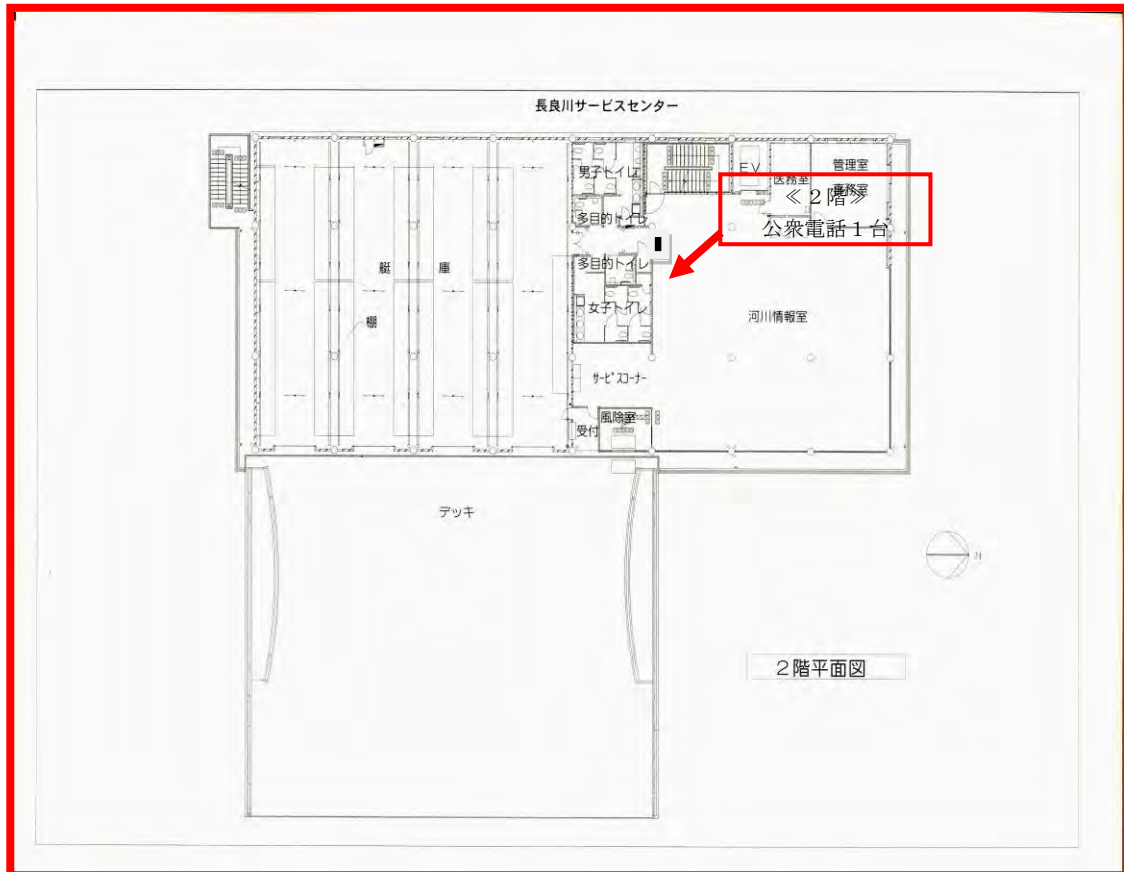 長良川サービスセンター
男子トイレ
EV
医務室
管理室
事務室
≪２階≫
公衆電話１台
多目的トイレ
多目的トイレ
艇 庫
女子トイレ
棚
河川情報室
サービスコーナー
風除室
受付
デッキ
N
２階平面図